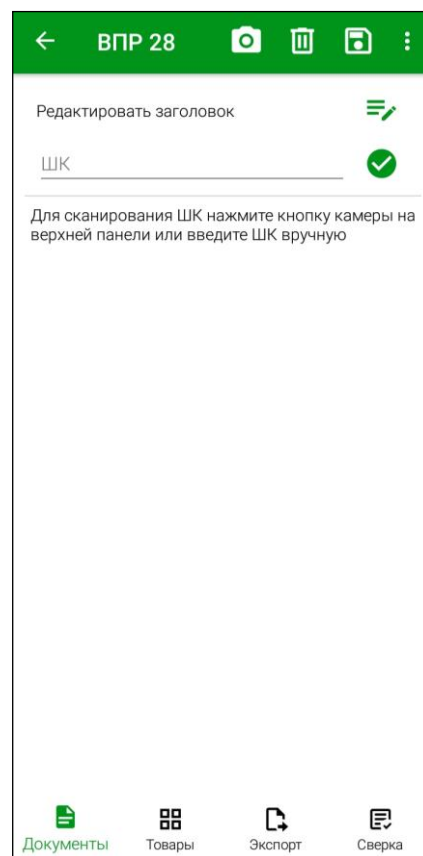 ВПР 28
Редактировать заголовок
ШК
Для сканирования ШК нажмите кнопку камеры на
верхней панели или введите ШК вручную
Документы Товары Экспорт Сверка